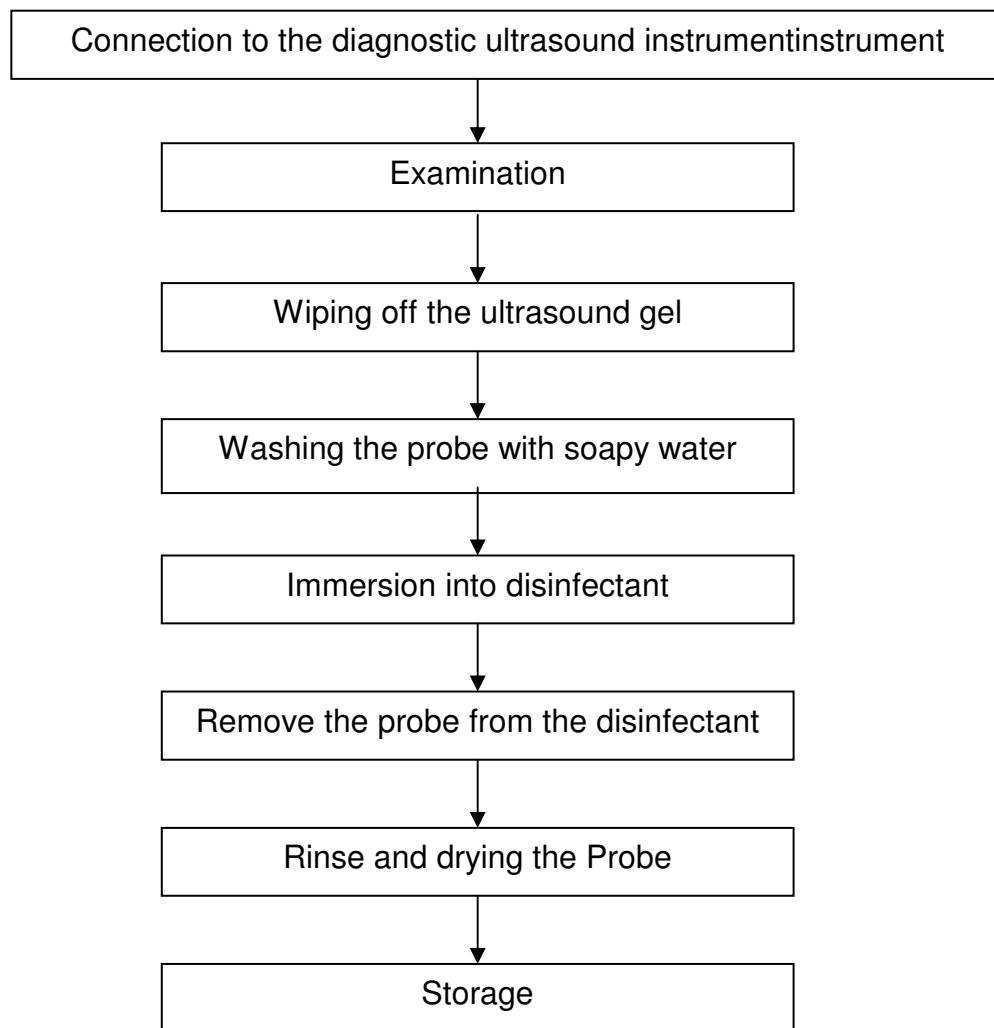 Connection to the diagnostic ultrasound instrumentinstrument
Examination
Wiping off the ultrasound gel
Washing the probe with soapy water
Immersion into disinfectant
Remove the probe from the disinfectant
Rinse and drying the Probe
Storage